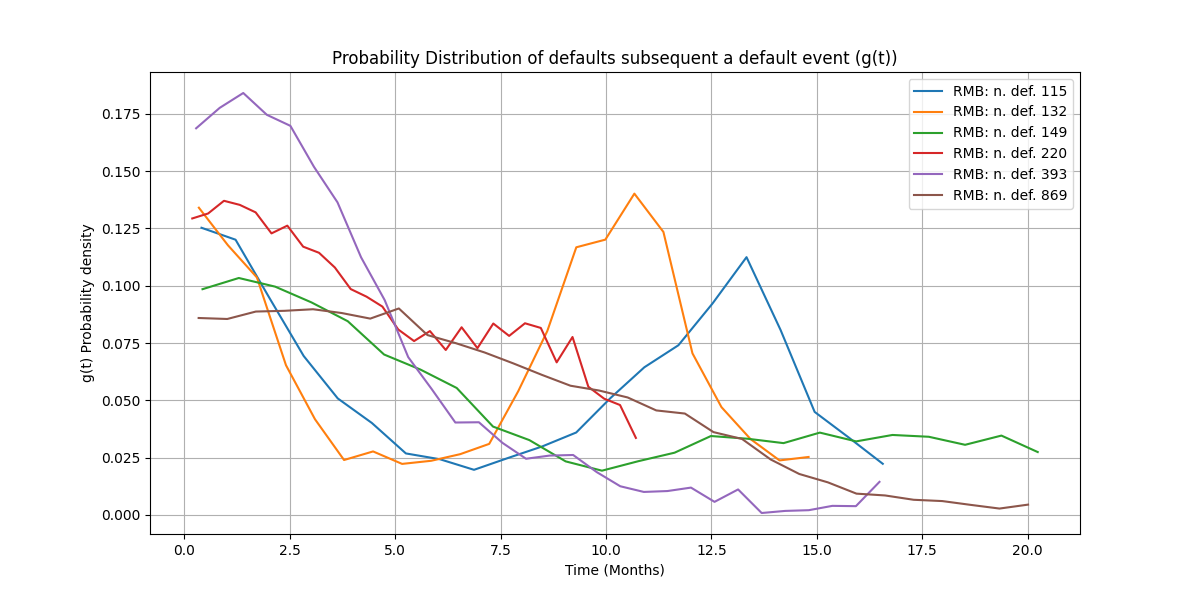 Probability Distribution of defaults subsequent a default event (g(t))
RMB: n. def. 115
RMB: n. def. 132
RMB: n. def. 149
RMB: n. def. 220
RMB: n. def. 393
RMB: n. def. 869
g(t) Probability density
0.175
0.150
0.125
0.100
0.075
0.050
0.025
0.000
0.0 2.5 5.0 7.5 10.0 12.5 15.0 17.5 20.0
Time (Months)